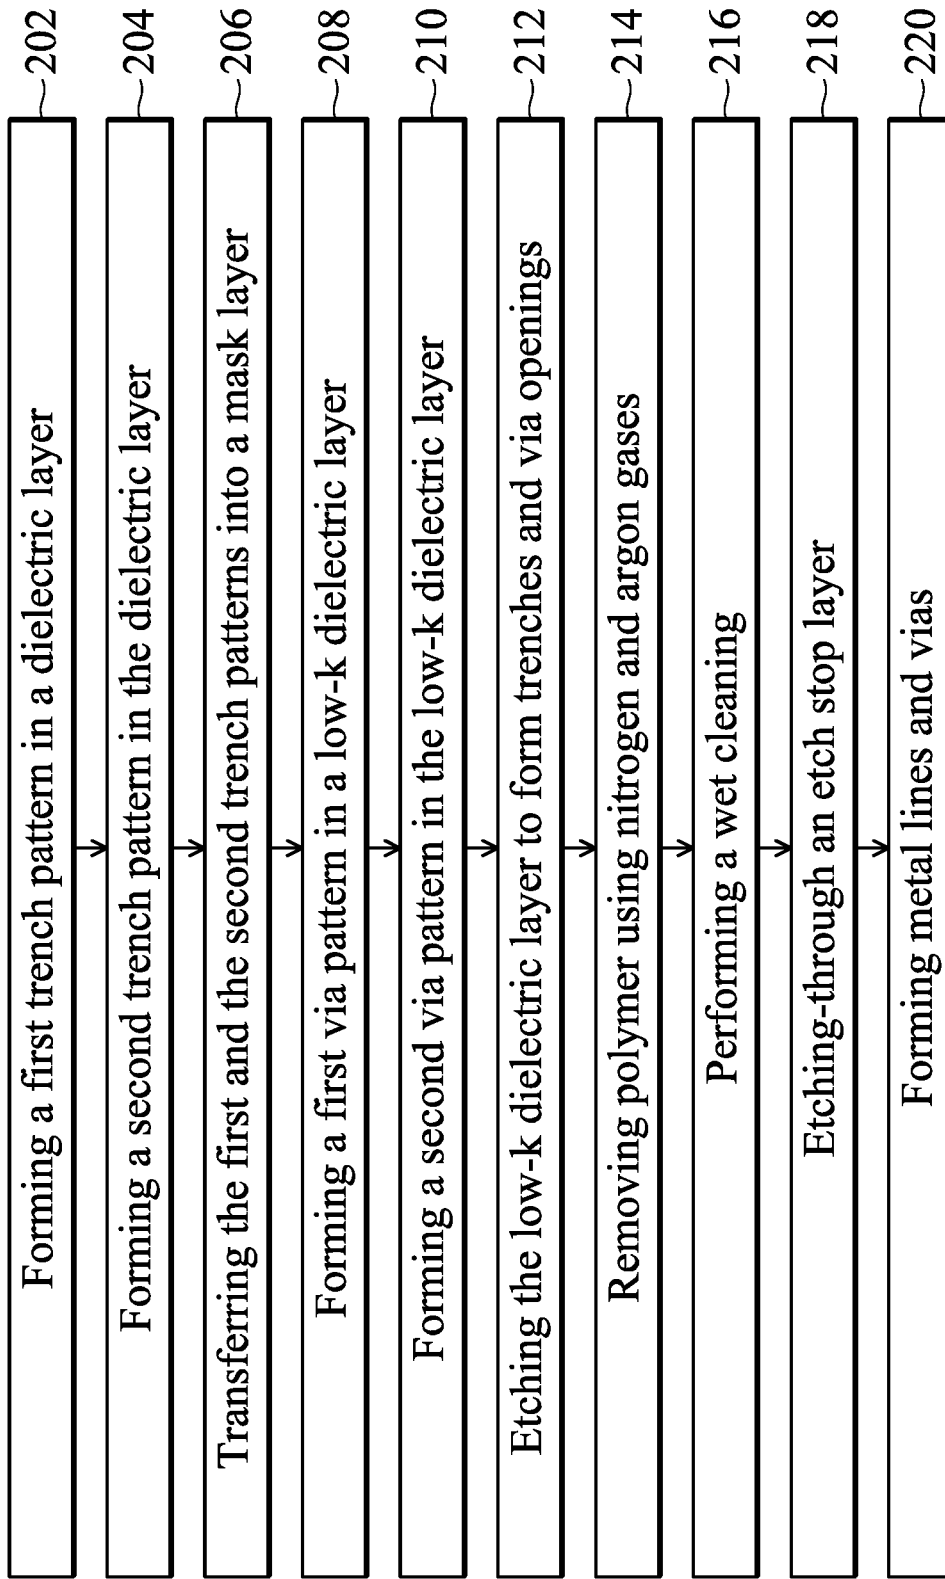 Forming a first trench pattern in a dielectric layer 202
Forming a second trench pattern in the dielectric layer 204
Transferring the first and the second trench patterns into a mask layer 206
Forming a first via pattern in a low-k dielectric layer 208
Forming a second via pattern in the low-k dielectric layer 210
Etching the low-k dielectric layer to form trenches and via openings 212
Removing polymer using nitrogen and argon gases 214
Performing a wet cleaning 216
Etching-through an etch stop layer 218
Forming metal lines and vias 220